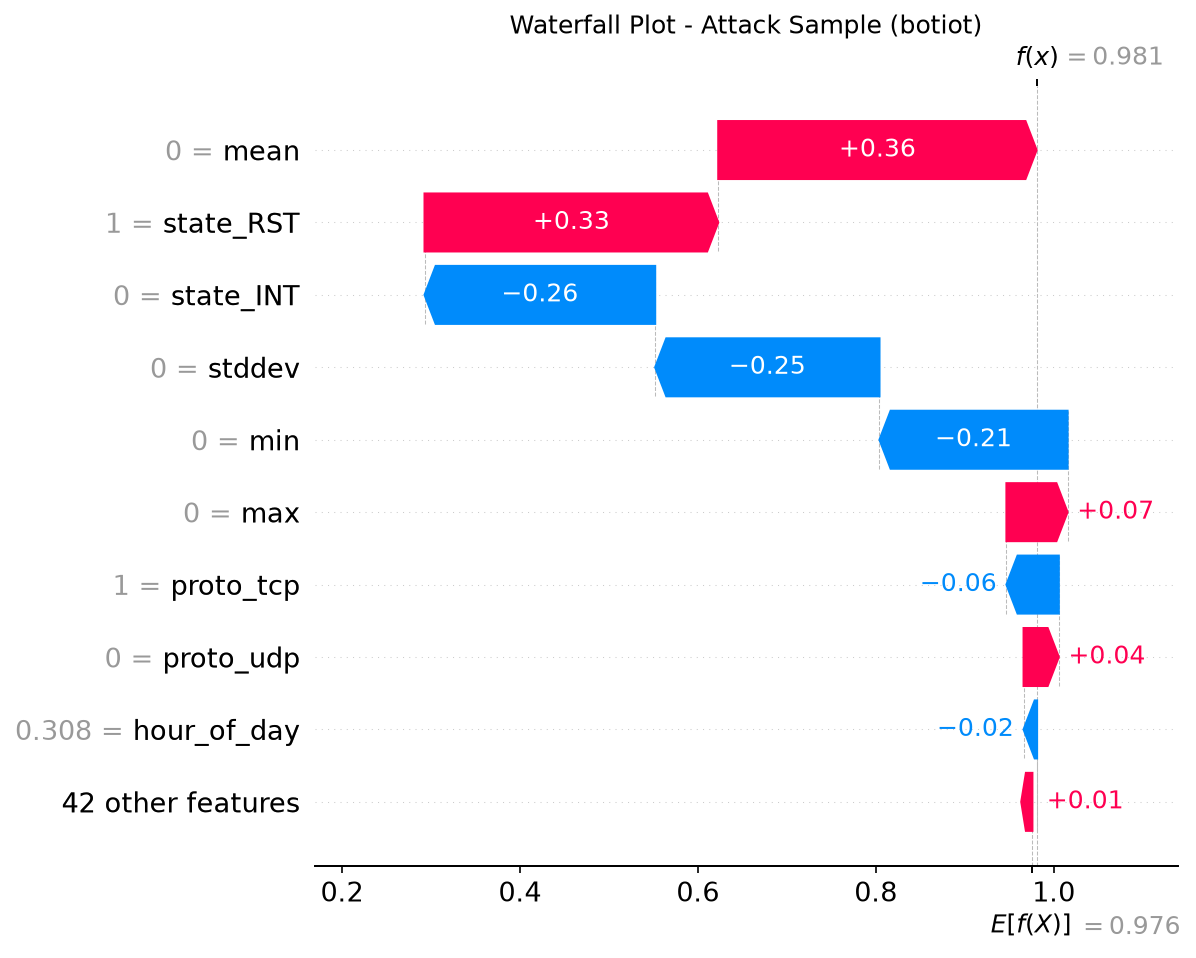 Waterfall Plot - Attack Sample (botiot)
f(x) = 0.981
0 = mean
+0.36
1 = state_RST
+0.33
0 = state_INT
−0.26
0 = stddev
−0.25
0 = min
−0.21
0 = max
+0.07
1 = proto_tcp
−0.06
0 = proto_udp
+0.04
0.308 = hour_of_day
−0.02
42 other features
+0.01
0.2 0.4 0.6 0.8 1.0
E[f(X)] = 0.976